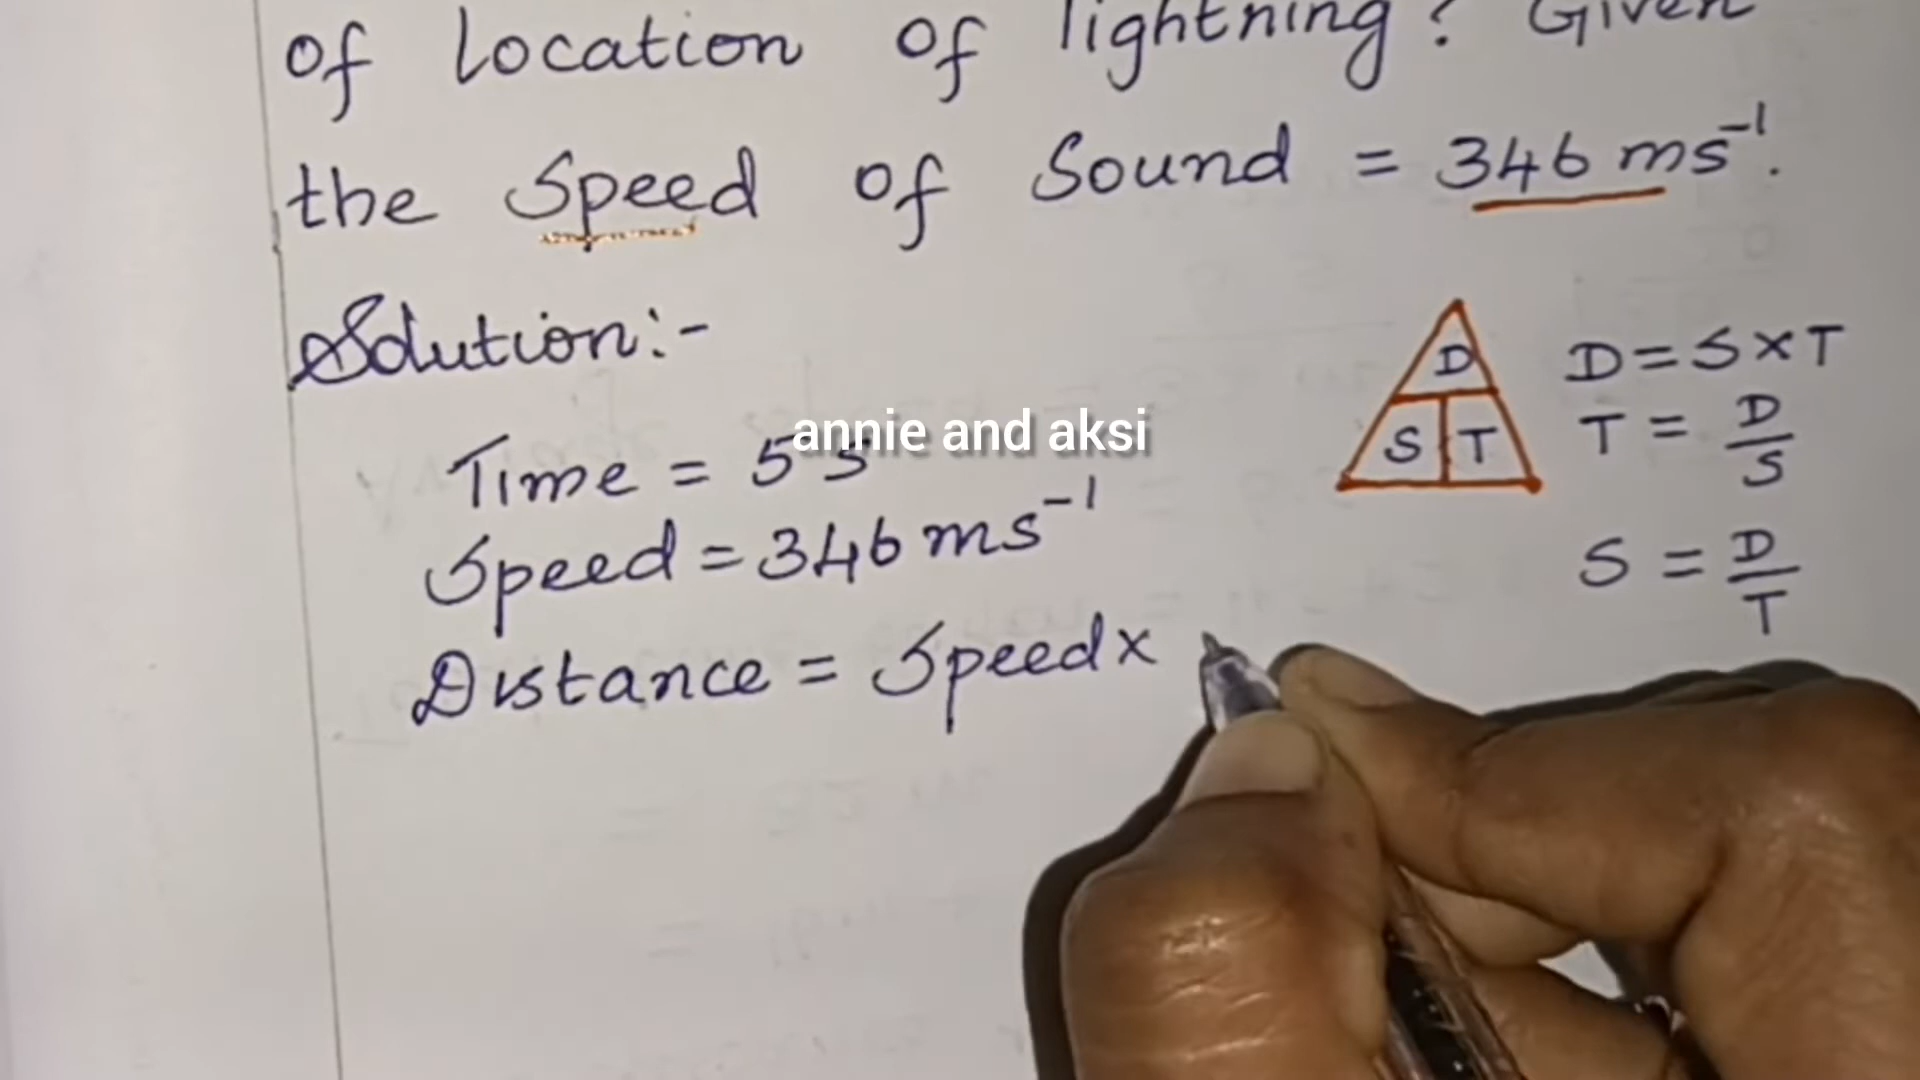 of location of lightning? Given
the Speed of Sound = 346 ms⁻¹.
Solution:-
D
S T
D = S x T
T = D/S
S = D/T
annie and aksi
Time = 5 s
Speed = 346 ms⁻¹
Distance = Speed x